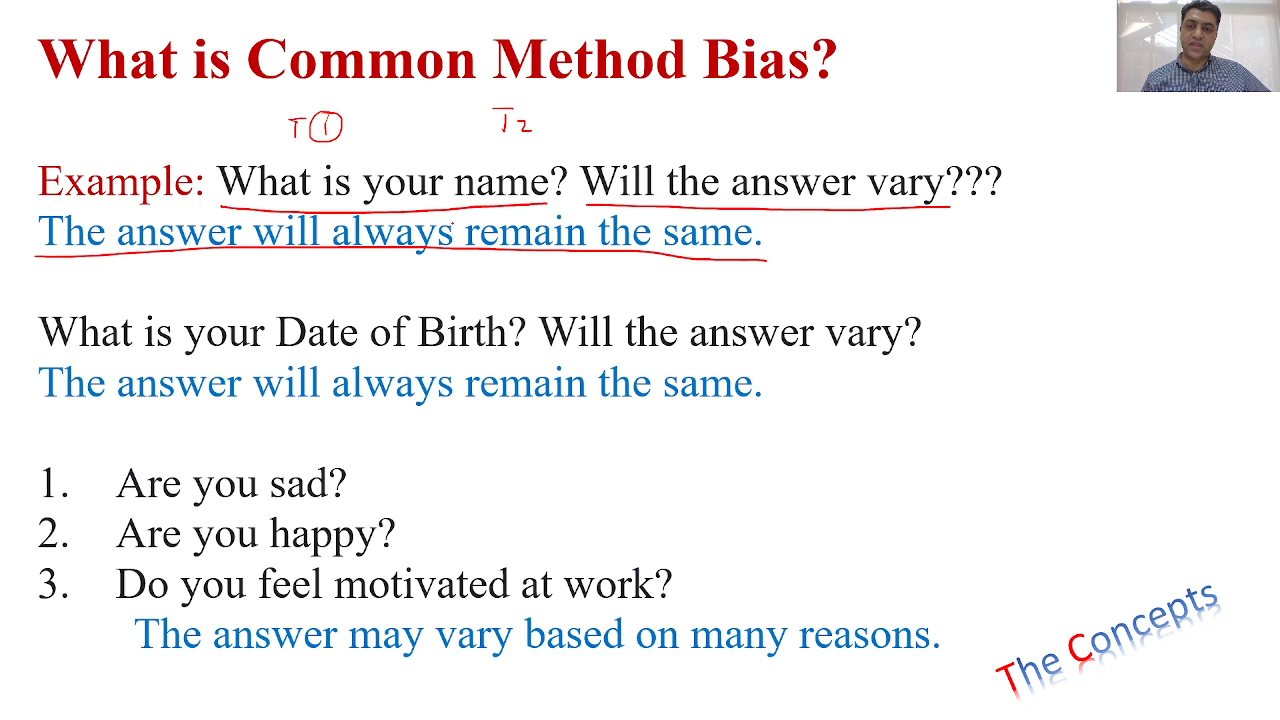 What is Common Method Bias?
T① T2
Example: What is your name? Will the answer vary???
The answer will always remain the same.
What is your Date of Birth? Will the answer vary?
The answer will always remain the same.
1. Are you sad?
2. Are you happy?
3. Do you feel motivated at work?
The answer may vary based on many reasons.
The Concepts